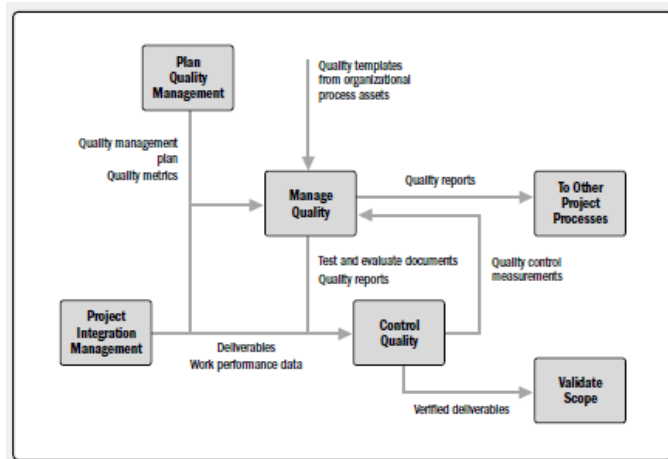 Plan
Quality
Management
Quality templates
from organizational
process assets
Quality management
plan
Quality metrics
Manage
Quality
Quality reports
To Other
Project
Processes
Test and evaluate documents
Quality reports
Quality control
measurements
Project
Integration
Management
Deliverables
Work performance data
Control
Quality
Verified deliverables
Validate
Scope